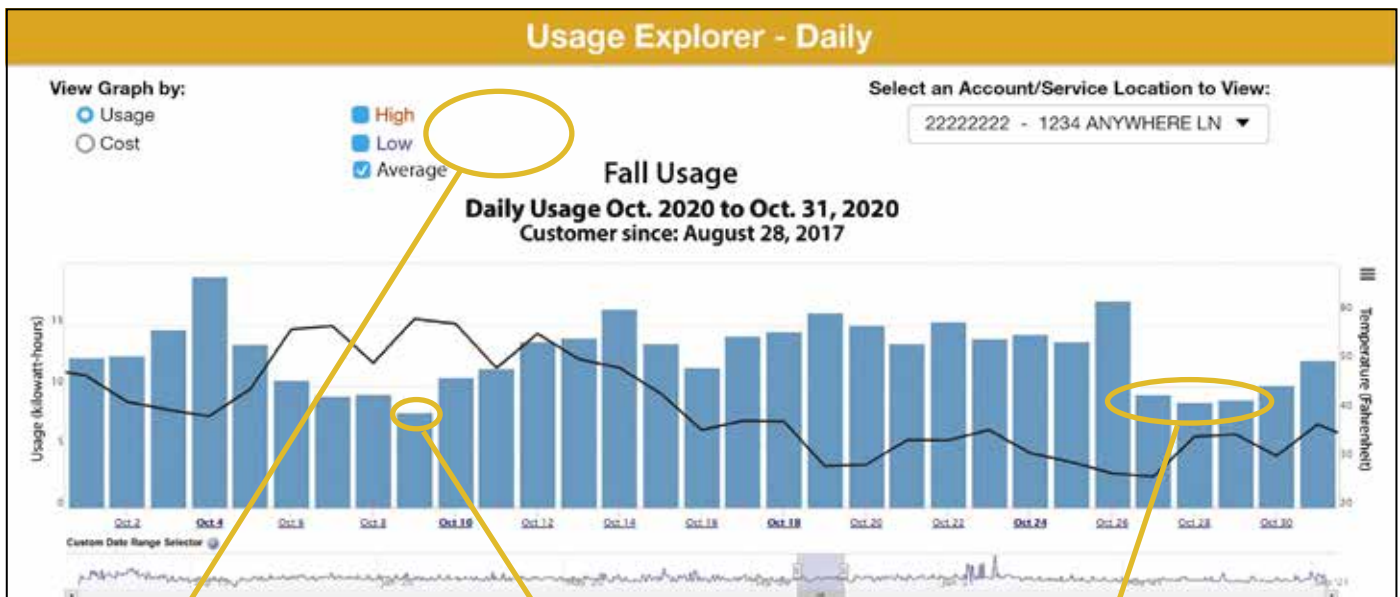 Usage Explorer - Daily
View Graph by:
Usage
Cost
High
Low
Average
Select an Account/Service Location to View:
22222222 - 1234 ANYWHERE LN
Fall Usage
Daily Usage Oct. 2020 to Oct. 31, 2020
Customer since: August 28, 2017
Usage (kilowatt-hours)
15
10
5
0
Temperature (Fahrenheit)
60
50
40
30
20
Oct 2 Oct 4 Oct 6 Oct 8 Oct 10 Oct 12 Oct 14 Oct 16 Oct 18 Oct 20 Oct 22 Oct 24 Oct 26 Oct 28 Oct 30
Custom Date Range Selector